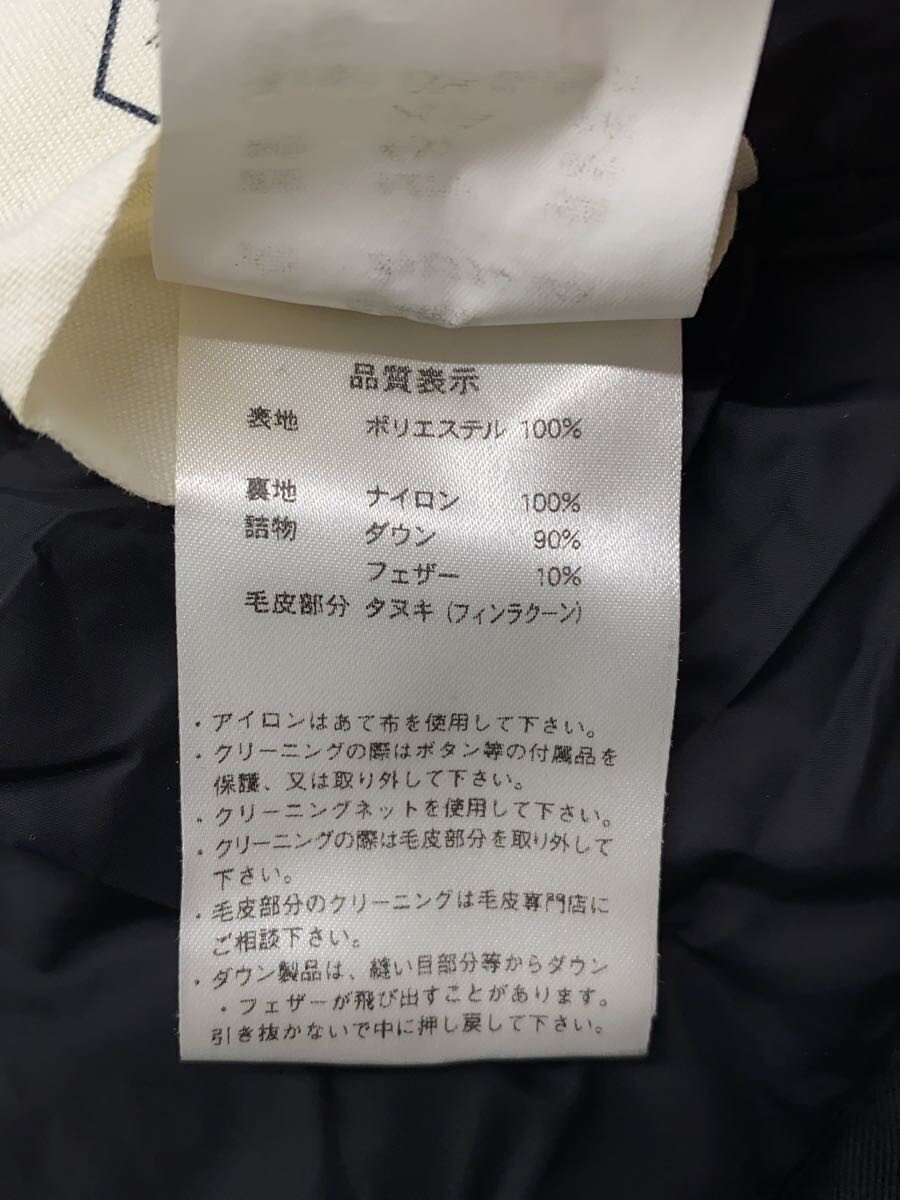 品質表示
表地 ポリエステル 100%
裏地 ナイロン 100%
詰物 ダウン 90%
フェザー 10%
毛皮部分 タヌキ (フィンラクーン)
・アイロンはあて布を使用して下さい。
・クリーニングの際はボタン等の付属品を
保護、又は取り外して下さい。
・クリーニングネットを使用して下さい。
・クリーニングの際は毛皮部分を取り外して
下さい。
・毛皮部分のクリーニングは毛皮専門店に
ご相談下さい。
・ダウン製品は、縫い目部分等からダウン
・フェザーが飛び出すことがあります。
引き抜かないで中に押し戻して下さい。